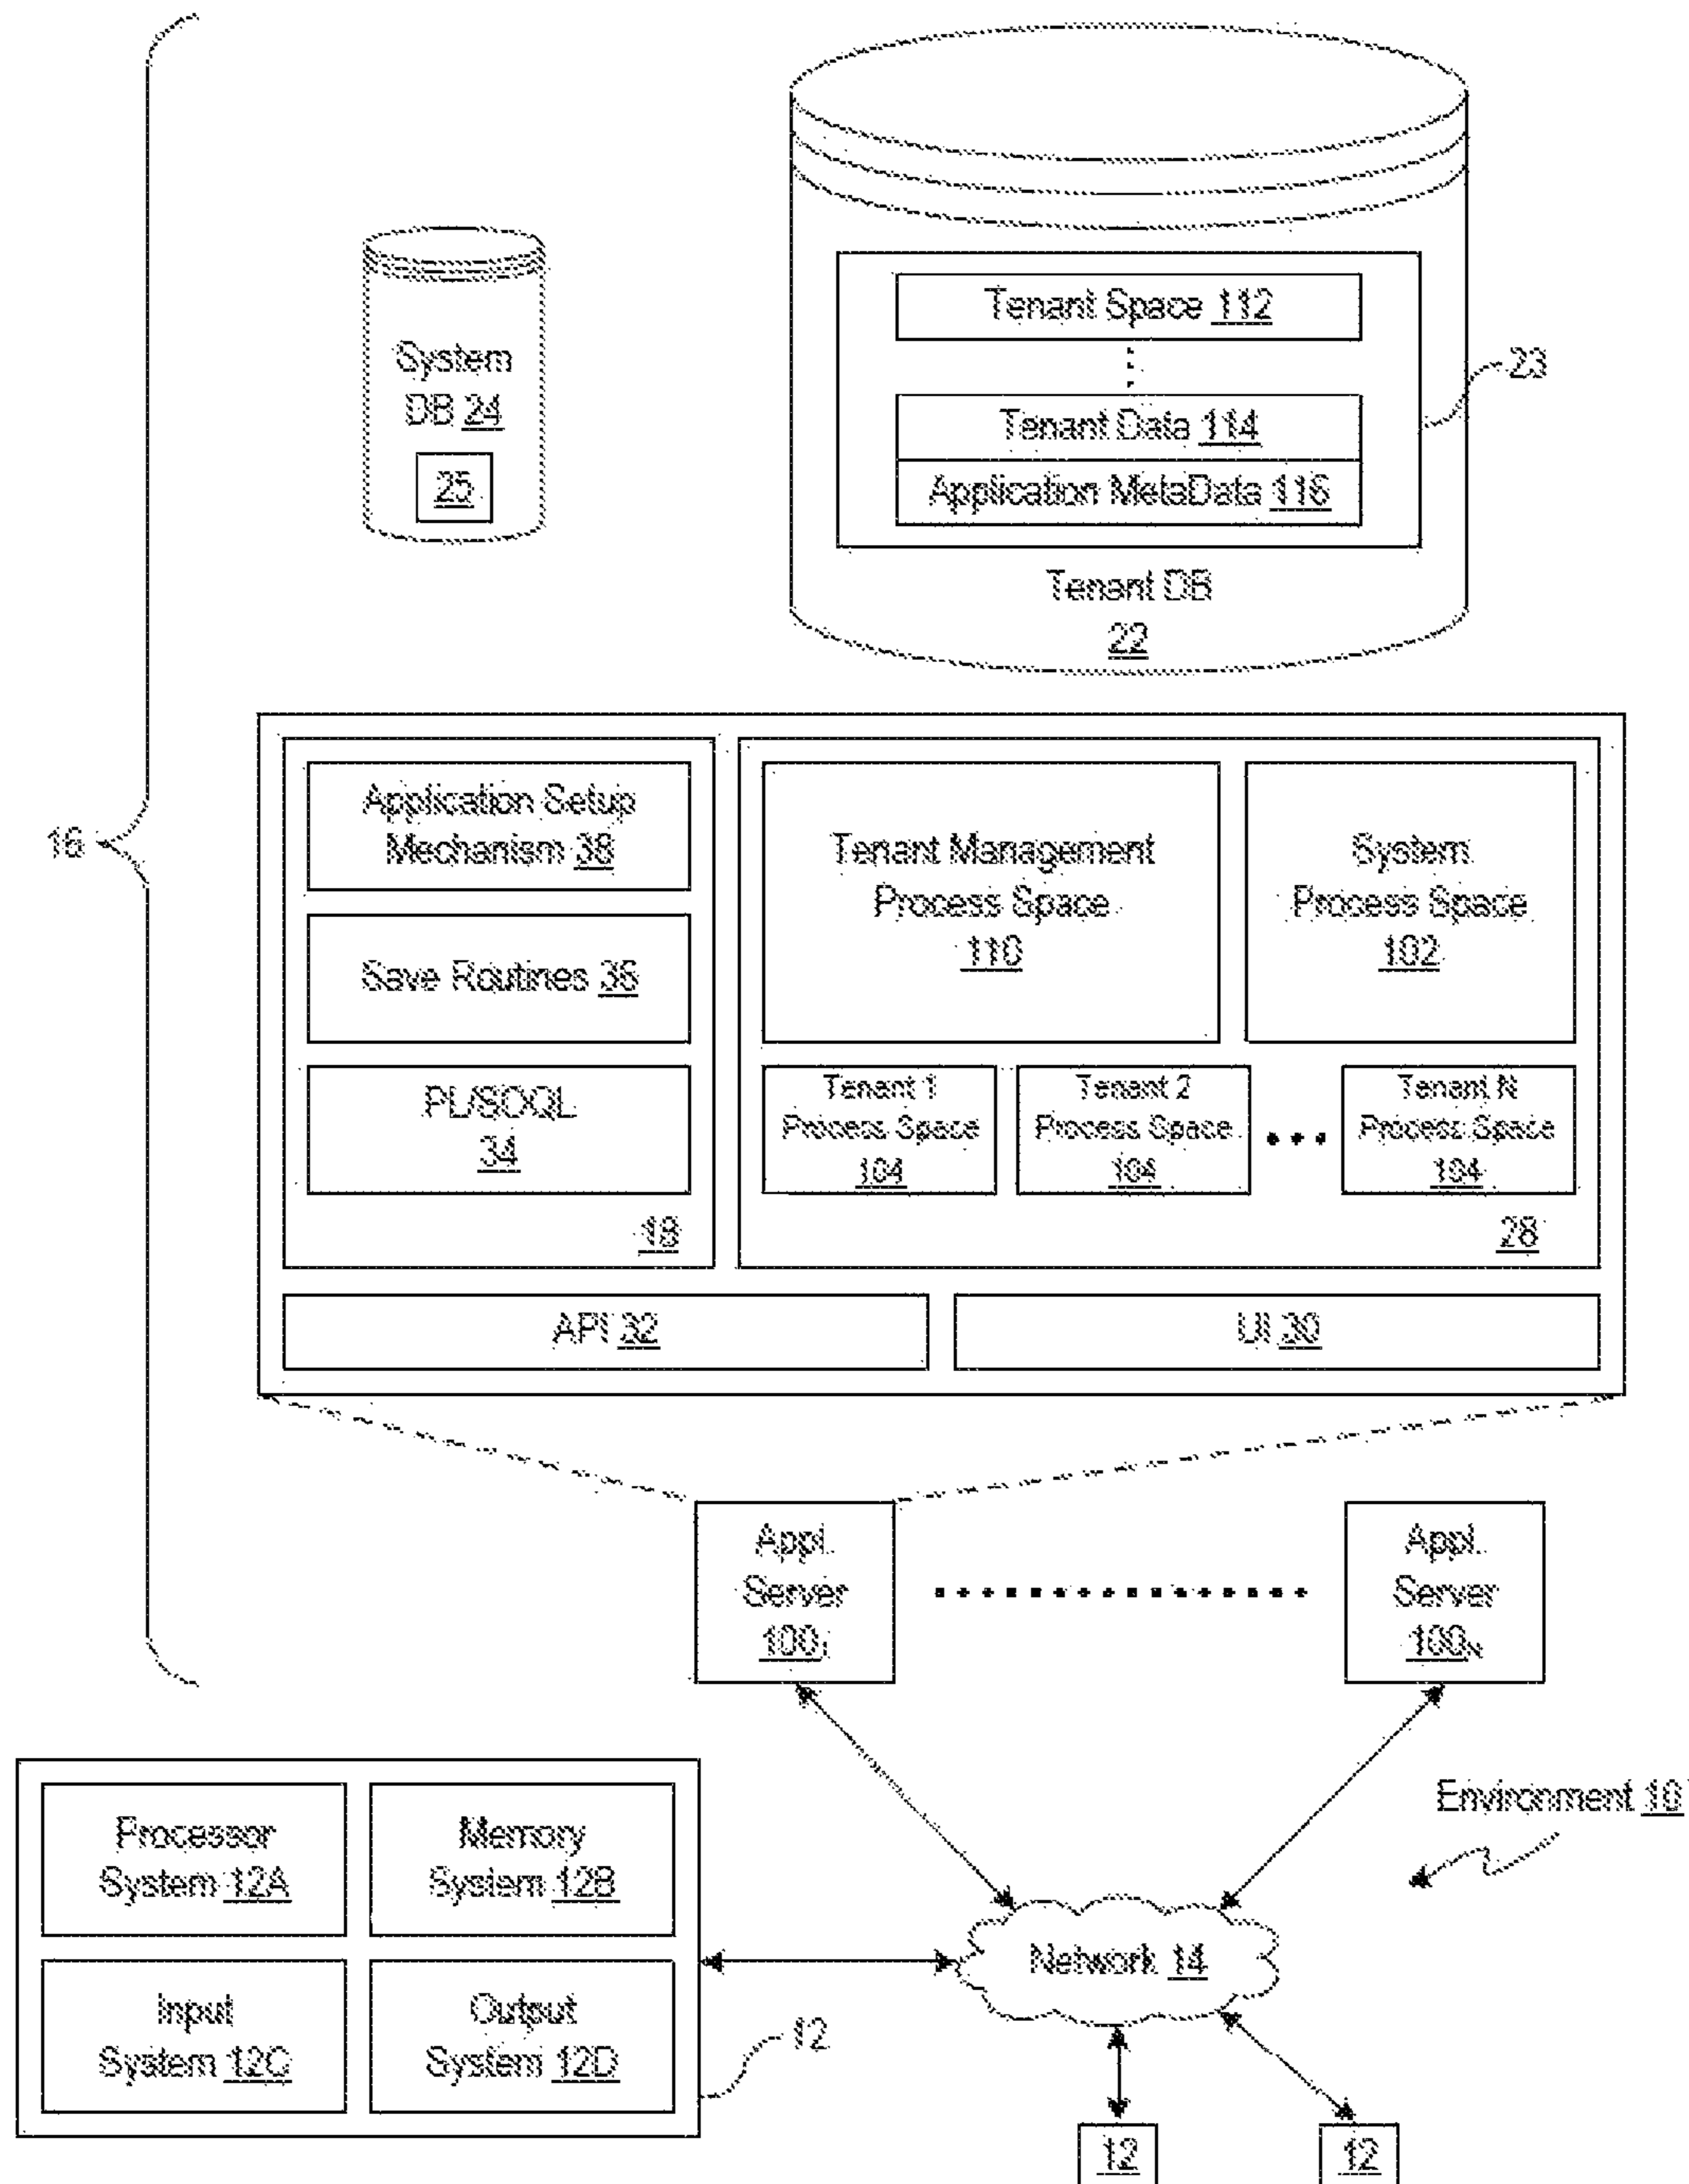 Tenant Space 112
System
DB 24
25
23
Tenant Data 114
Application MetaData 116
Tenant DB
22
16
Application Setup
Mechanism 38
Tenant Management
Process Space
110
System
Process Space
102
Save Routines 36
PL/SOQL
34
Tenant 1
Process Space
104
Tenant 2
Process Space
104
Tenant N
Process Space
104
18
28
API 32
UI 30
Appl.
Server
100₁
Appl.
Server
100N
Environment 10
Processor
System 12A
Memory
System 12B
Network 14
Input
System 12C
Output
System 12D
12
12
12